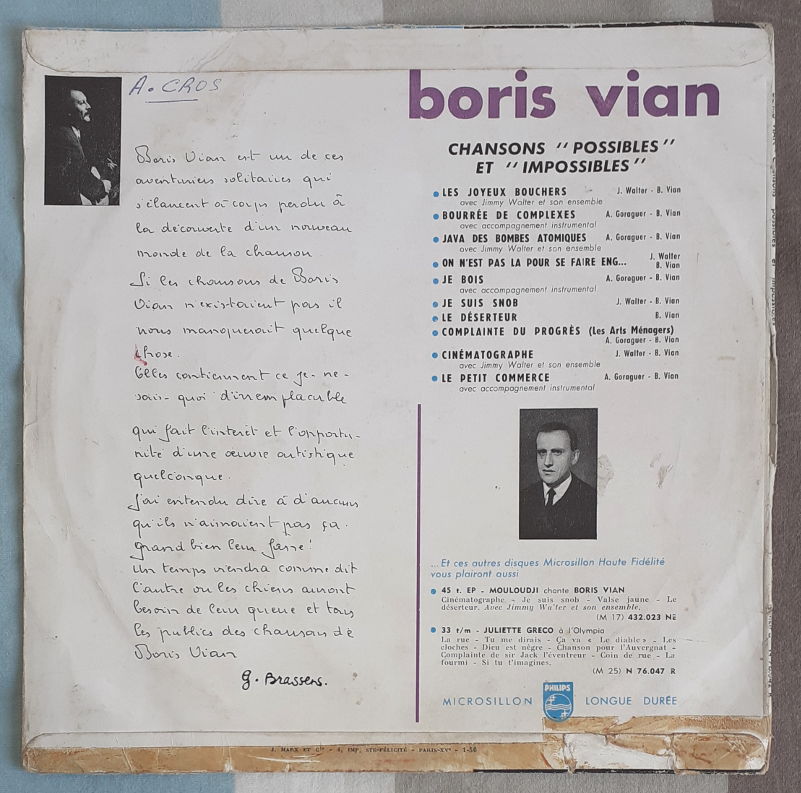 A. CROS
Boris Vian est un de ces
aventuriers solitaires qui
s'élancent à corps perdu à
la découverte d'un nouveau
monde de la chanson
Si les chansons de Boris
Vian n'existaient pas il
nous manquerait quelque
chose.
Elles contiennent ce je-ne-
sais-quoi d'irremplaçable
qui fait l'intérêt et l'opportu-
nité d'une œuvre artistique
quelconque.
J'ai entendu dire à d'aucuns
qu'ils n'aimaient pas ça.
grand bien leur fasse!
Un temps viendra comme dit
l'autre où les chiens auront
besoin de leur queue et tous
les publics des chansons de
Boris Vian
G. Brassens.
boris vian
CHANSONS "POSSIBLES"
ET "IMPOSSIBLES"
LES JOYEUX BOUCHERS J. Walter - B. Vian
avec Jimmy Walter et son ensemble
BOURRÉE DE COMPLEXES A. Goraguer - B. Vian
avec accompagnement instrumental
JAVA DES BOMBES ATOMIQUES A. Goraguer - B. Vian
avec Jimmy Walter et son ensemble
ON N'EST PAS LA POUR SE FAIRE ENG... J. Walter
B. Vian
JE BOIS A. Goraguer - B. Vian
avec accompagnement instrumental
JE SUIS SNOB J. Walter - B. Vian
LE DÉSERTEUR B. Vian
COMPLAINTE DU PROGRÈS (Les Arts Ménagers)
A. Goraguer - B. Vian
CINÉMATOGRAPHE J. Walter - B. Vian
avec Jimmy Walter et son ensemble
LE PETIT COMMERCE A. Goraguer - B. Vian
avec accompagnement instrumental
...Et ces autres disques Microsillon Haute Fidélité
vous plairont aussi
45 t. EP - MOULOUDJI chante BORIS VIAN
Cinématographe - Je suis snob - Valse jaune - Le
déserteur. Avec Jimmy Walter et son ensemble.
(M 17) 432.023 NE
33 t/m - JULIETTE GRECO à l'Olympia
La rue - Tu me dirais - Ça va « Le diable » - Les
cloches - Dieu est nègre - Chanson pour l'Auvergnat -
Complainte de sir Jack l'éventreur - Coin de rue - La
fourmi - Si tu t'imagines.
(M 25) N 76.047 R
MICROSILLON PHILIPS LONGUE DURÉE
J. MARX ET Cie - 4, IMP. STE-FÉLICITÉ - PARIS-XVe - 1-56